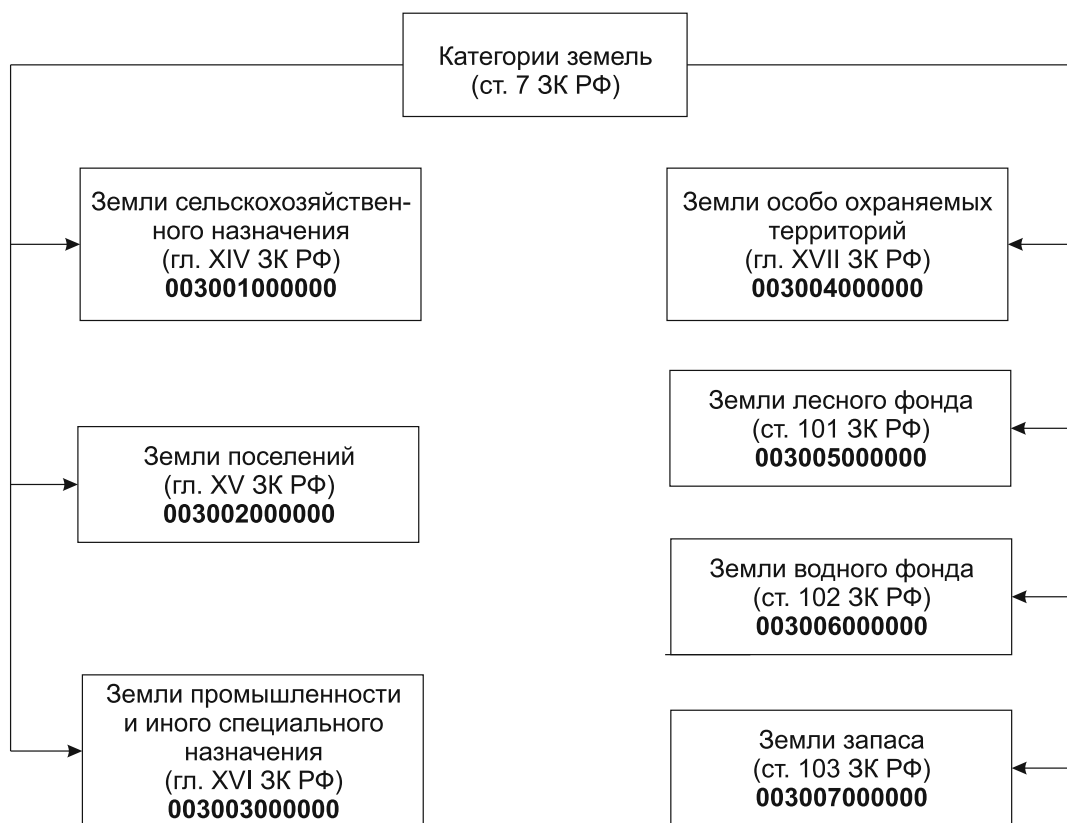 Категории земель
(ст. 7 ЗК РФ)
Земли сельскохозяйствен-
ного назначения
(гл. XIV ЗК РФ)
003001000000
Земли поселений
(гл. XV ЗК РФ)
003002000000
Земли промышленности
и иного специального
назначения
(гл. XVI ЗК РФ)
003003000000
Земли особо охраняемых
территорий
(гл. XVII ЗК РФ)
003004000000
Земли лесного фонда
(ст. 101 ЗК РФ)
003005000000
Земли водного фонда
(ст. 102 ЗК РФ)
003006000000
Земли запаса
(ст. 103 ЗК РФ)
003007000000